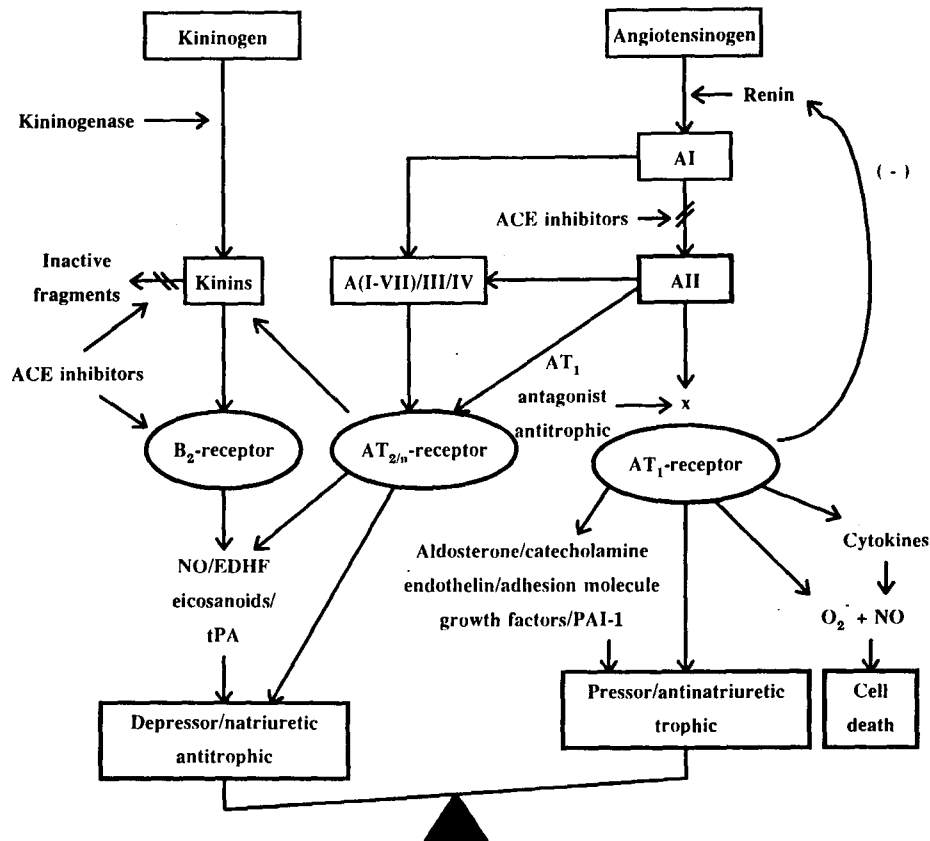 Kininogen
Angiotensinogen
Kininogenase
Renin
AI
( - )
ACE inhibitors
Inactive
fragments
Kinins
A(I-VII)/III/IV
AII
ACE inhibitors
AT1
antagonist
antitrophic
x
B2-receptor
AT2/n-receptor
AT1-receptor
NO/EDHF
eicosanoids/
tPA
Aldosterone/catecholamine
endothelin/adhesion molecule
growth factors/PAI-1
Cytokines
O2- + NO
Depressor/natriuretic
antitrophic
Pressor/antinatriuretic
trophic
Cell
death